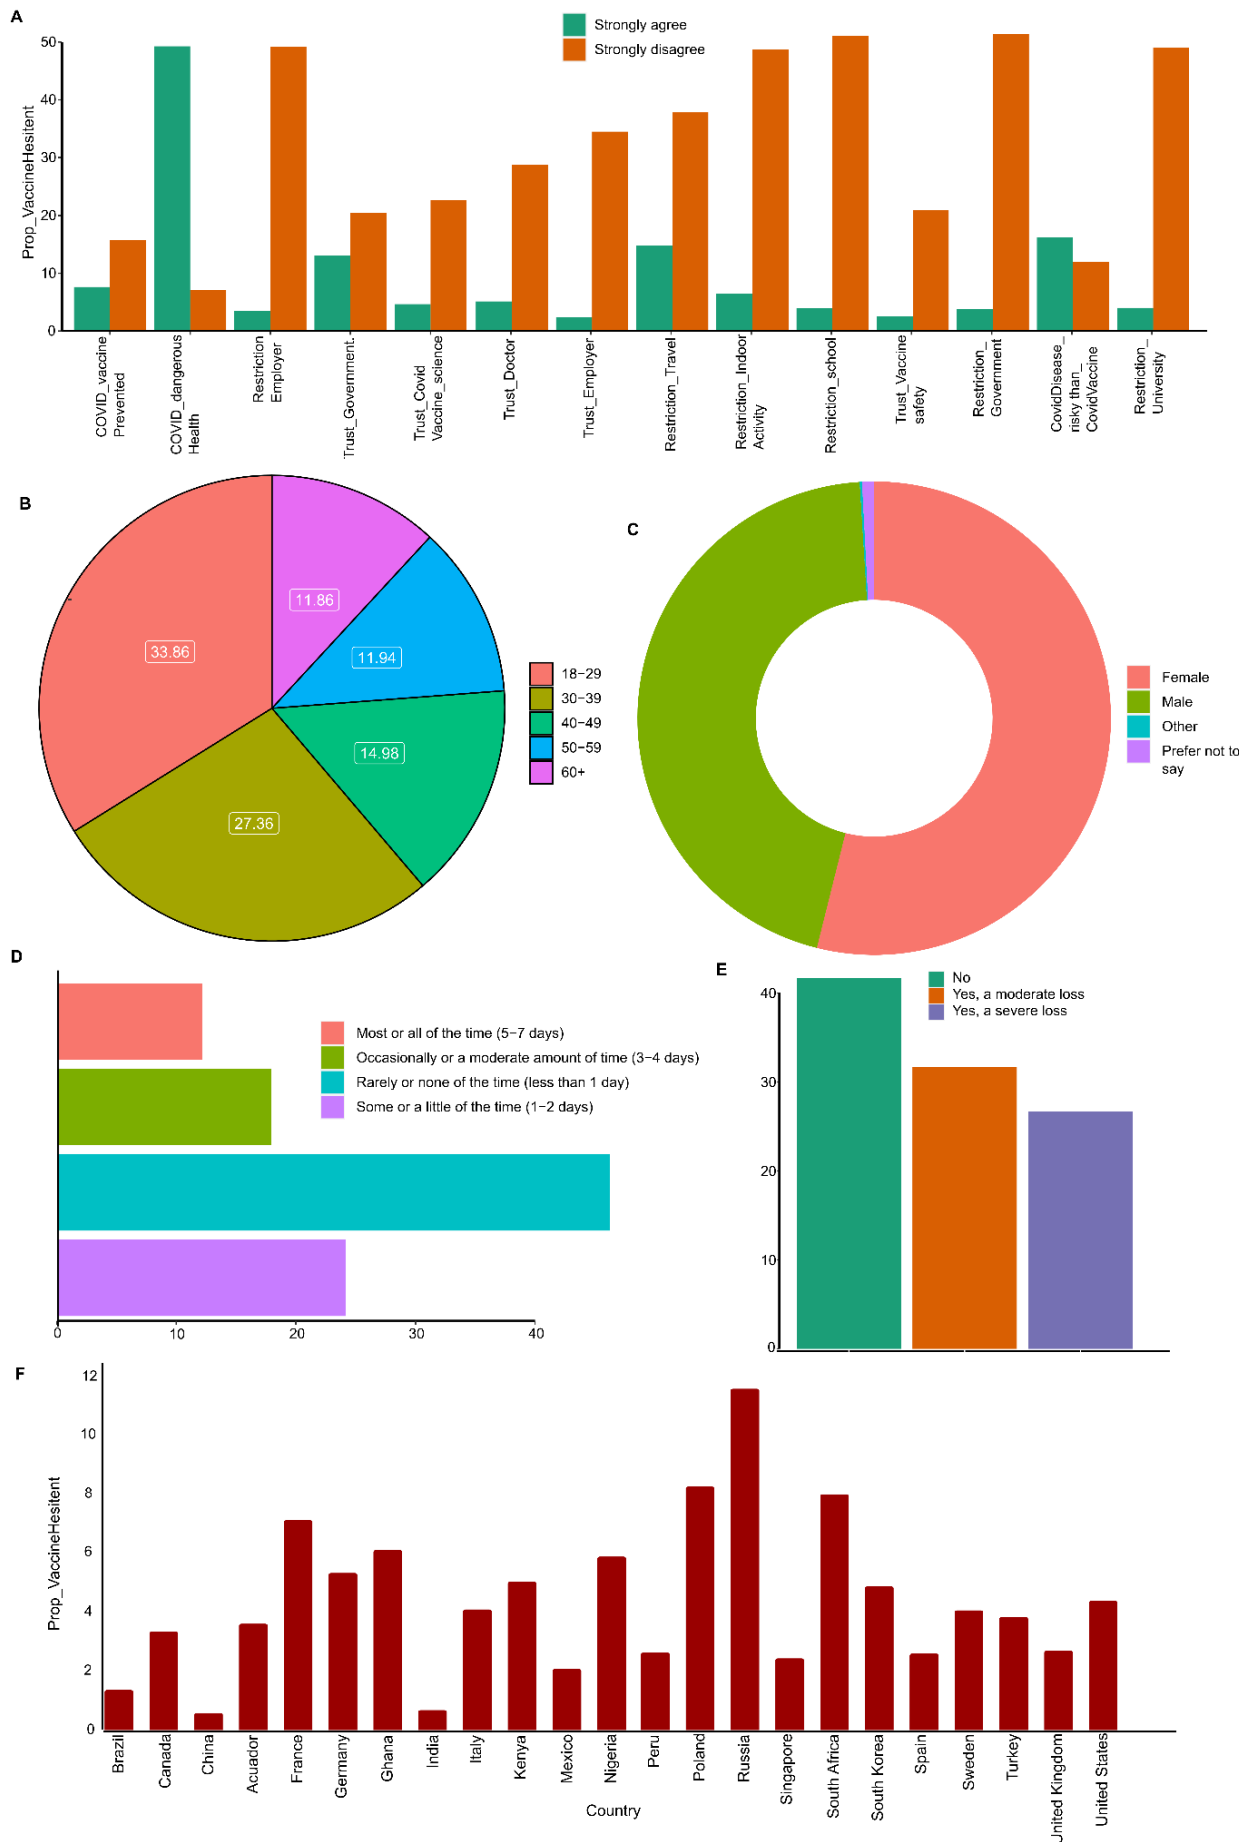 A
Strongly agree
Strongly disagree
50
40
30
20
10
0
Prop_VaccineHesitent
COVID_vaccine
Prevented
COVID_dangerous
Health
Restriction
Employer
Trust_Government.
Trust_Covid
Vaccine_science
Trust_Doctor
Trust_Employer
Restriction_Travel
Restriction_Indoor
Activity
Restriction_school
Trust_Vaccine
safety
Restriction_
Government
CovidDisease_
risky than_
CovidVaccine
Restriction_
University
B
11.86
33.86
11.94
14.98
27.36
18-29
30-39
40-49
50-59
60+
C
Female
Male
Other
Prefer not to
say
D
Most or all of the time (5-7 days)
Occasionally or a moderate amount of time (3-4 days)
Rarely or none of the time (less than 1 day)
Some or a little of the time (1-2 days)
0
10
20
30
40
E
No
Yes, a moderate loss
Yes, a severe loss
40
30
20
10
0
F
12
10
8
6
4
2
0
Prop_VaccineHesitent
Brazil
Canada
China
Acuador
France
Germany
Ghana
India
Italy
Kenya
Mexico
Nigeria
Peru
Poland
Russia
Singapore
South Africa
South Korea
Spain
Sweden
Turkey
United Kingdom
United States
Country